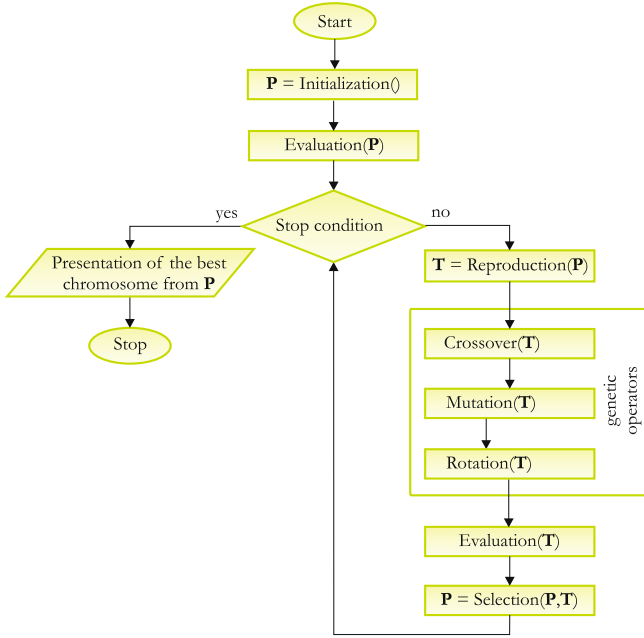 Start
P = Initialization()
Evaluation(P)
Stop condition
yes
no
Presentation of the best
chromosome from P
Stop
T = Reproduction(P)
Crossover(T)
Mutation(T)
Rotation(T)
genetic
operators
Evaluation(T)
P = Selection(P,T)